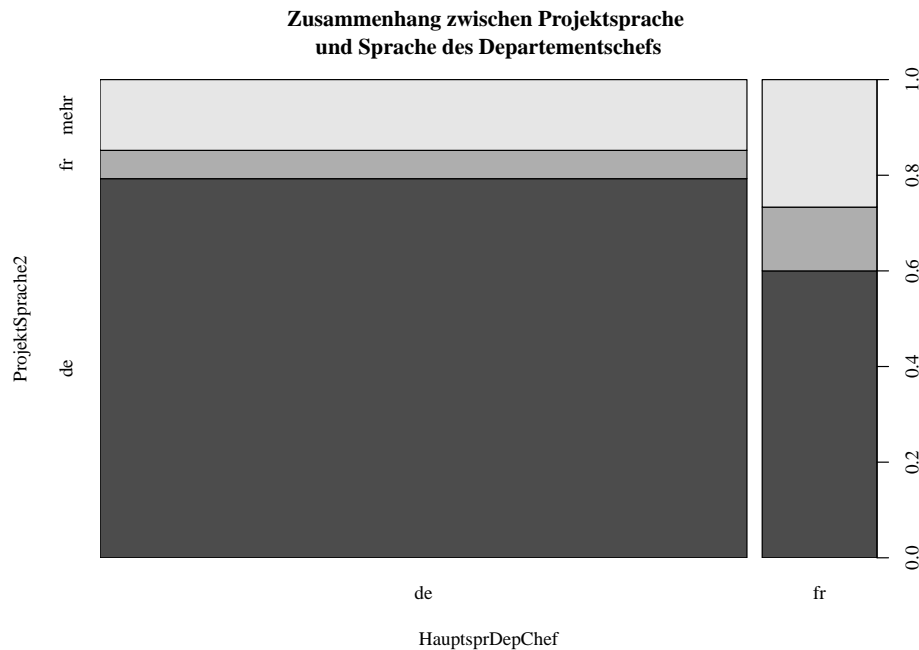 Zusammenhang zwischen Projektsprache
und Sprache des Departementschefs
ProjektSprache2
mehr
fr
de
1.0
0.8
0.6
0.4
0.2
0.0
de
fr
HauptsprDepChef